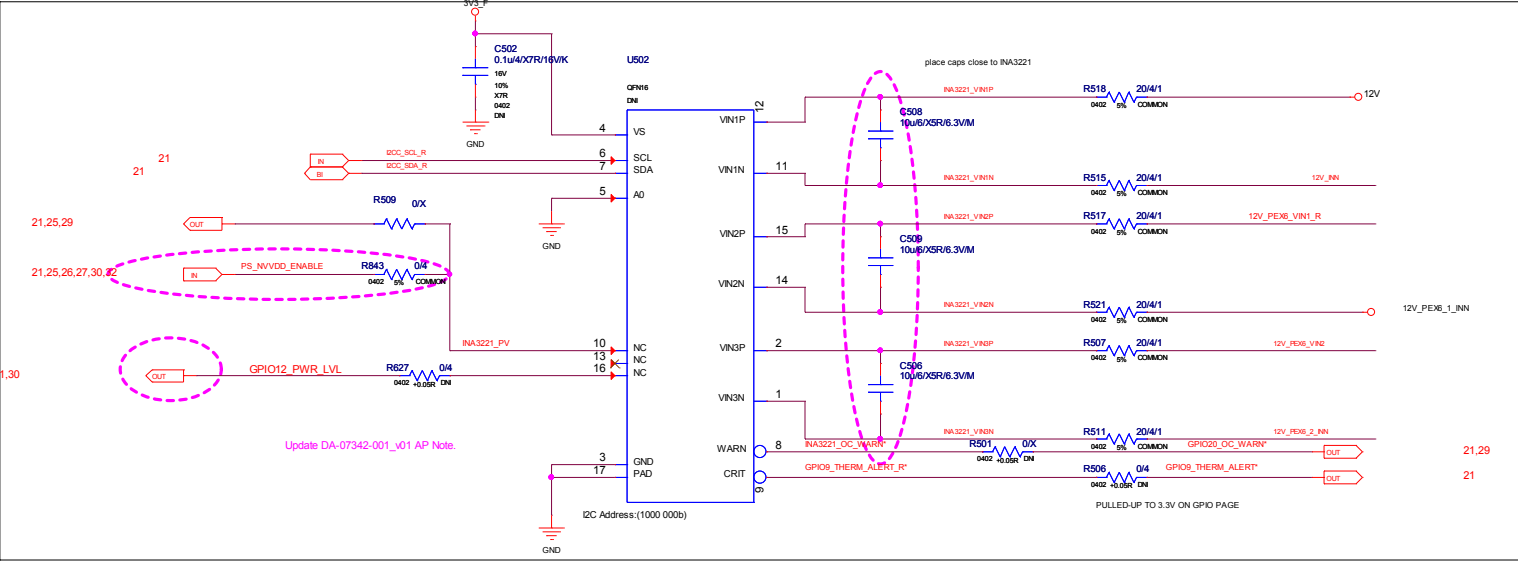 3V3_F
C502
0.1u/4/X7R/16V/K
16V
10%
X7R
0402
DNI
GND
U502
QFN16
DNI
place caps close to INA3221
4 VS
6 SCL
7 SDA
5 A0
10 NC
13 NC
16 NC
3 GND
17 PAD
VIN1P 12
VIN1N 11
VIN2P 15
VIN2N 14
VIN3P 2
VIN3N 1
WARN 8
CRIT 9
I2C Address:(1000 000b)
21
21
IN I2CC_SCL_R
BI I2CC_SDA_R
GND
21,25,29 OUT R509 0/X
21,25,26,27,30,32 IN PS_NVVDD_ENABLE R843 0/4
0402 5% COMMON
INA3221_PV
1,30 OUT GPIO12_PWR_LVL R627 0/4
0402 +0.05R DNI
Update DA-07342-001_v01 AP Note.
GND
C508
10u/6/X5R/6.3V/M
C509
10u/6/X5R/6.3V/M
C506
10u/6/X5R/6.3V/M
INA3221_VIN1P R518 20/4/1 12V
0402 5% COMMON
INA3221_VIN1N R515 20/4/1 12V_INN
0402 5% COMMON
INA3221_VIN2P R517 20/4/1 12V_PEX6_VIN1_R
0402 5% COMMON
INA3221_VIN2N R521 20/4/1 12V_PEX6_1_INN
0402 5% COMMON
INA3221_VIN3P R507 20/4/1 12V_PEX6_VIN2
0402 5% COMMON
INA3221_VIN3N R511 20/4/1 12V_PEX6_2_INN
0402 5% COMMON
INA3221_OC_WARN* R501 0/X GPIO20_OC_WARN* OUT 21,29
0402 +0.05R DNI
GPIO9_THERM_ALERT_R* R506 0/4 GPIO9_THERM_ALERT* OUT 21
0402 +0.05R DNI
PULLED-UP TO 3.3V ON GPIO PAGE